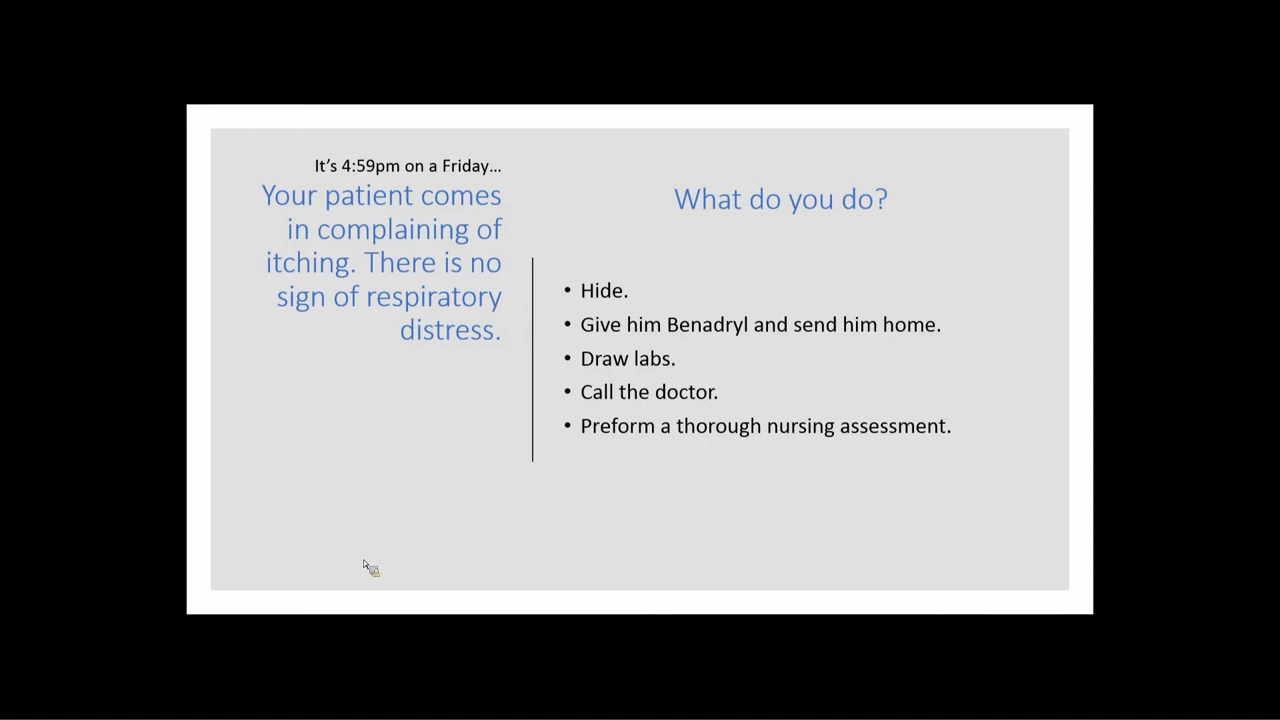 It’s 4:59pm on a Friday…
Your patient comes
in complaining of
itching. There is no
sign of respiratory
distress.
What do you do?
• Hide.
• Give him Benadryl and send him home.
• Draw labs.
• Call the doctor.
• Preform a thorough nursing assessment.